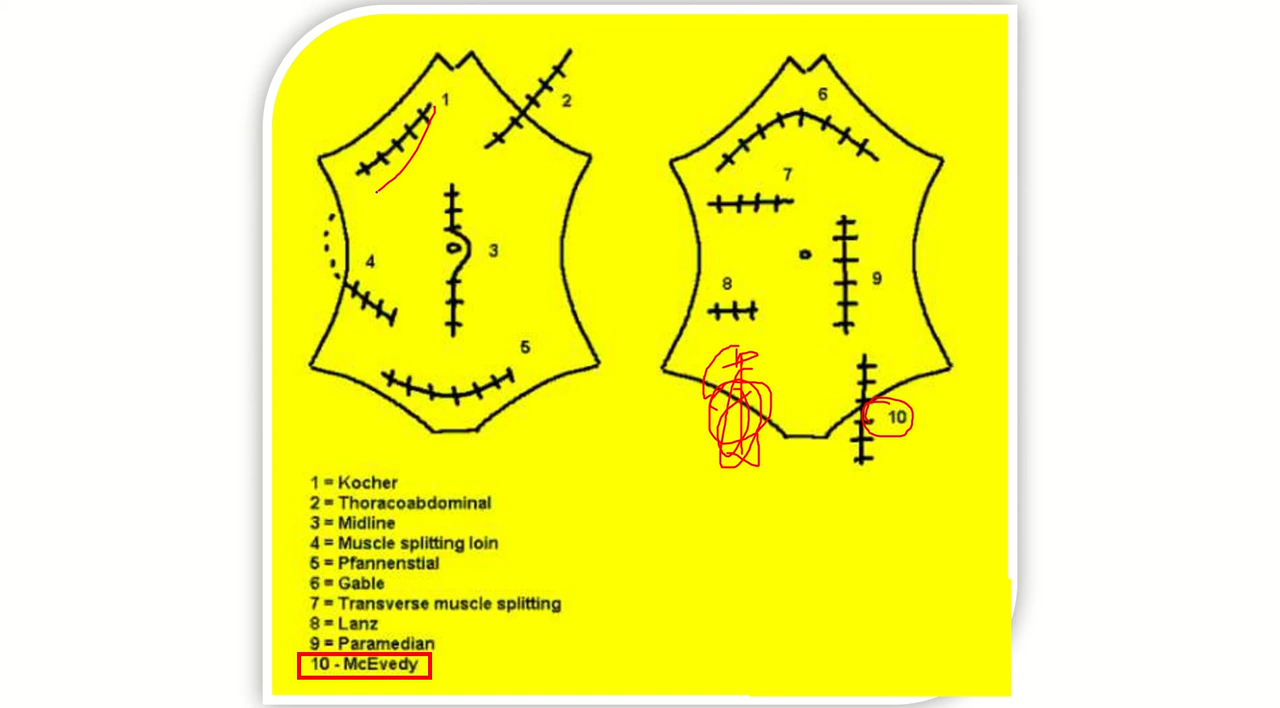 1
2
3
4
5
6
7
8
9
10
1 = Kocher
2 = Thoracoabdominal
3 = Midline
4 = Muscle splitting loin
5 = Pfannenstial
6 = Gable
7 = Transverse muscle splitting
8 = Lanz
9 = Paramedian
10 - McEvedy